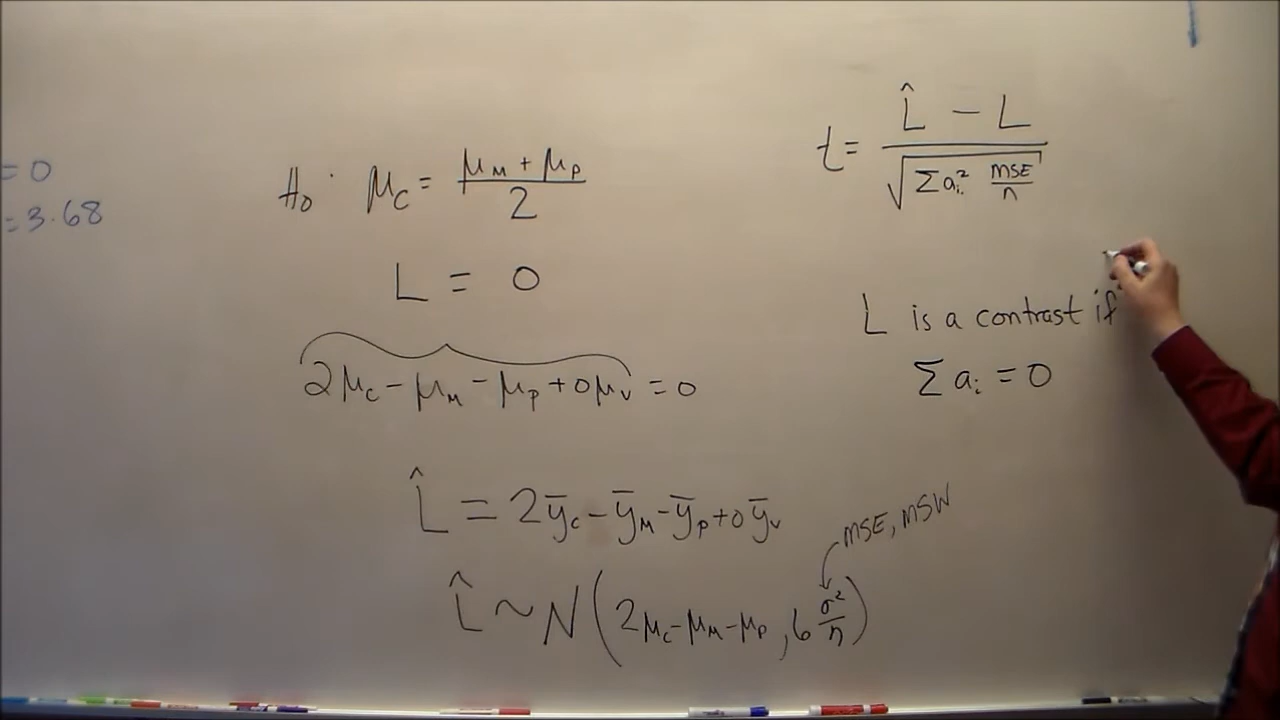 = 0
= 3.68
H₀: μ_C = (μ_M + μ_P)/2
L = 0
2μ_C - μ_M - μ_P + 0μ_V = 0
L̂ = 2ȳ_C - ȳ_M - ȳ_P + 0ȳ_V
MSE, MSW
L̂ ~ N(2μ_C - μ_M - μ_P, 6 σ²/n)
t = (L̂ - L)/√(Σa_i² MSE/n)
L is a contrast if
Σ a_i = 0